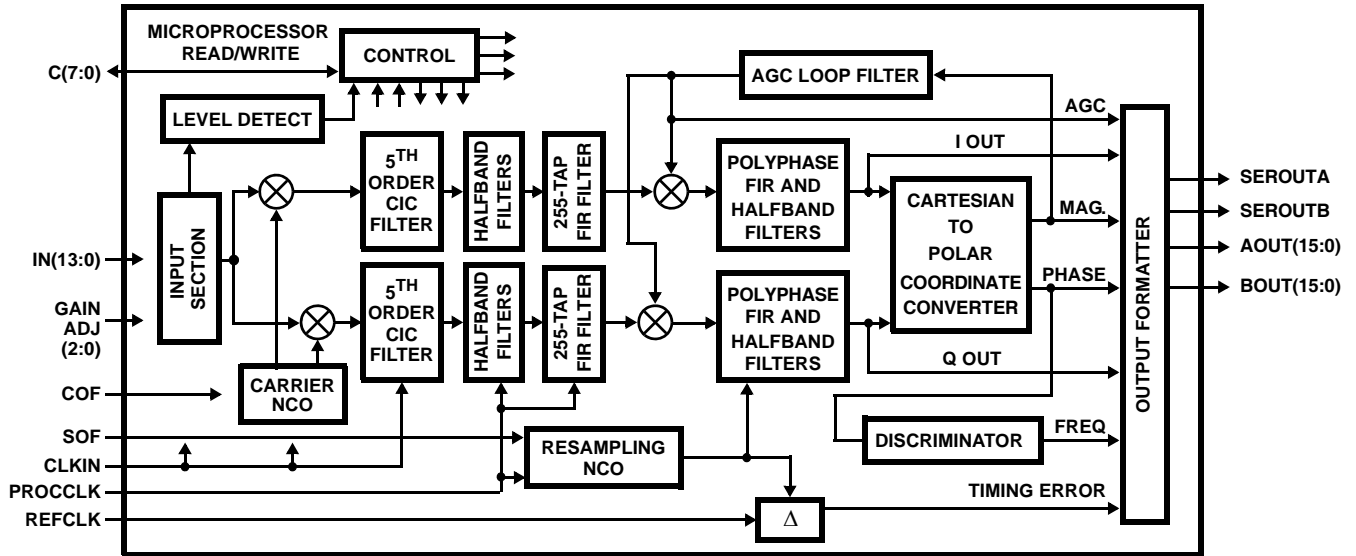 MICROPROCESSOR
READ/WRITE
CONTROL
C(7:0)
AGC LOOP FILTER
LEVEL DETECT
AGC
I OUT
5TH
ORDER
CIC
FILTER
HALFBAND
FILTERS
255-TAP
FIR FILTER
POLYPHASE
FIR AND
HALFBAND
FILTERS
CARTESIAN
TO
POLAR
COORDINATE
CONVERTER
MAG.
PHASE
SEROUTA
SEROUTB
AOUT(15:0)
BOUT(15:0)
IN(13:0)
INPUT
SECTION
GAIN
ADJ
(2:0)
5TH
ORDER
CIC
FILTER
HALFBAND
FILTERS
255-TAP
FIR FILTER
POLYPHASE
FIR AND
HALFBAND
FILTERS
Q OUT
OUTPUT FORMATTER
COF
CARRIER
NCO
SOF
RESAMPLING
NCO
DISCRIMINATOR
FREQ
CLKIN
PROCCLK
TIMING ERROR
REFCLK
Δ